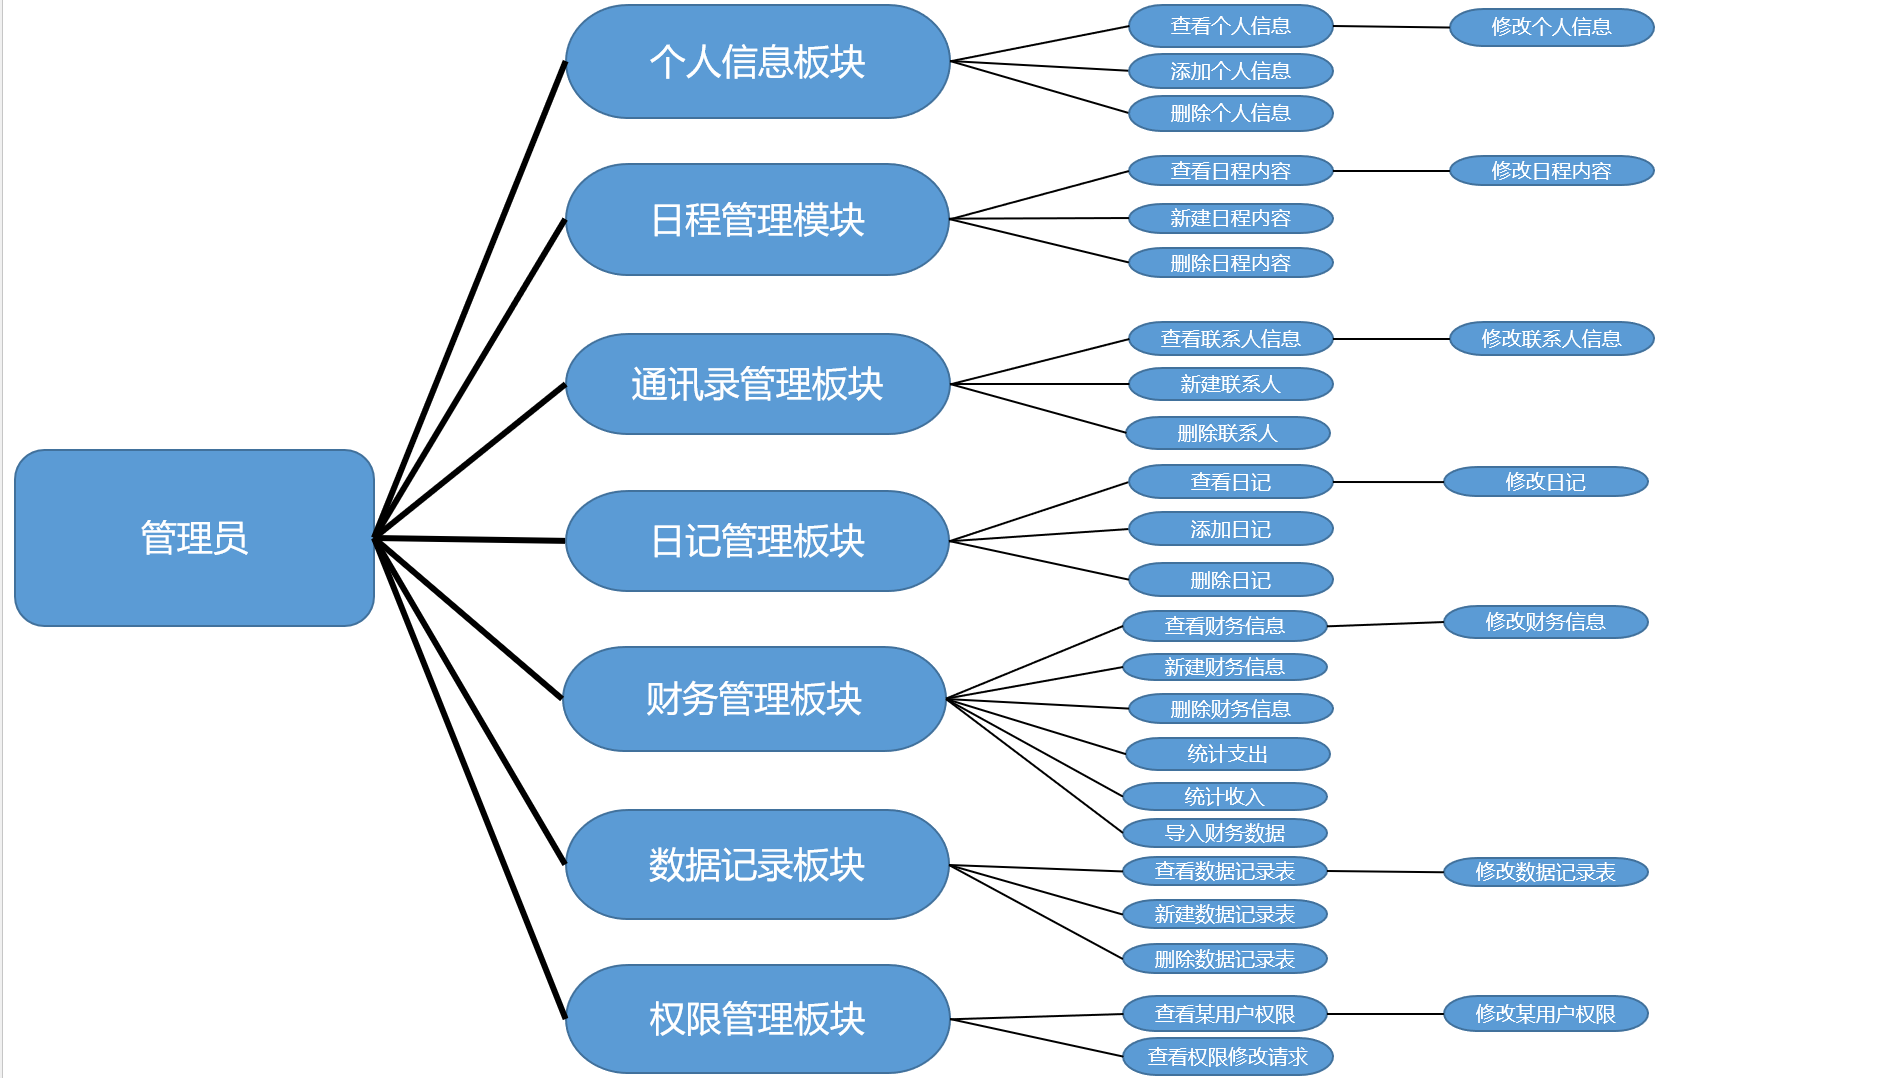 管理员
个人信息板块
查看个人信息
修改个人信息
添加个人信息
删除个人信息
日程管理模块
查看日程内容
修改日程内容
新建日程内容
删除日程内容
通讯录管理板块
查看联系人信息
修改联系人信息
新建联系人
删除联系人
日记管理板块
查看日记
修改日记
添加日记
删除日记
财务管理板块
查看财务信息
修改财务信息
新建财务信息
删除财务信息
统计支出
统计收入
导入财务数据
数据记录板块
查看数据记录表
修改数据记录表
新建数据记录表
删除数据记录表
权限管理板块
查看某用户权限
修改某用户权限
查看权限修改请求